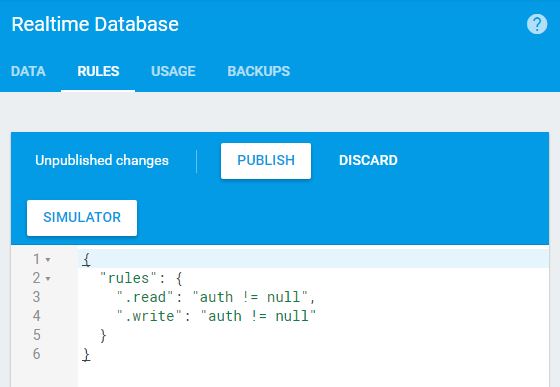 Realtime Database ?
DATA RULES USAGE BACKUPS
Unpublished changes PUBLISH DISCARD
SIMULATOR
1 {
2 "rules": {
3 ".read": "auth != null",
4 ".write": "auth != null"
5 }
6 }